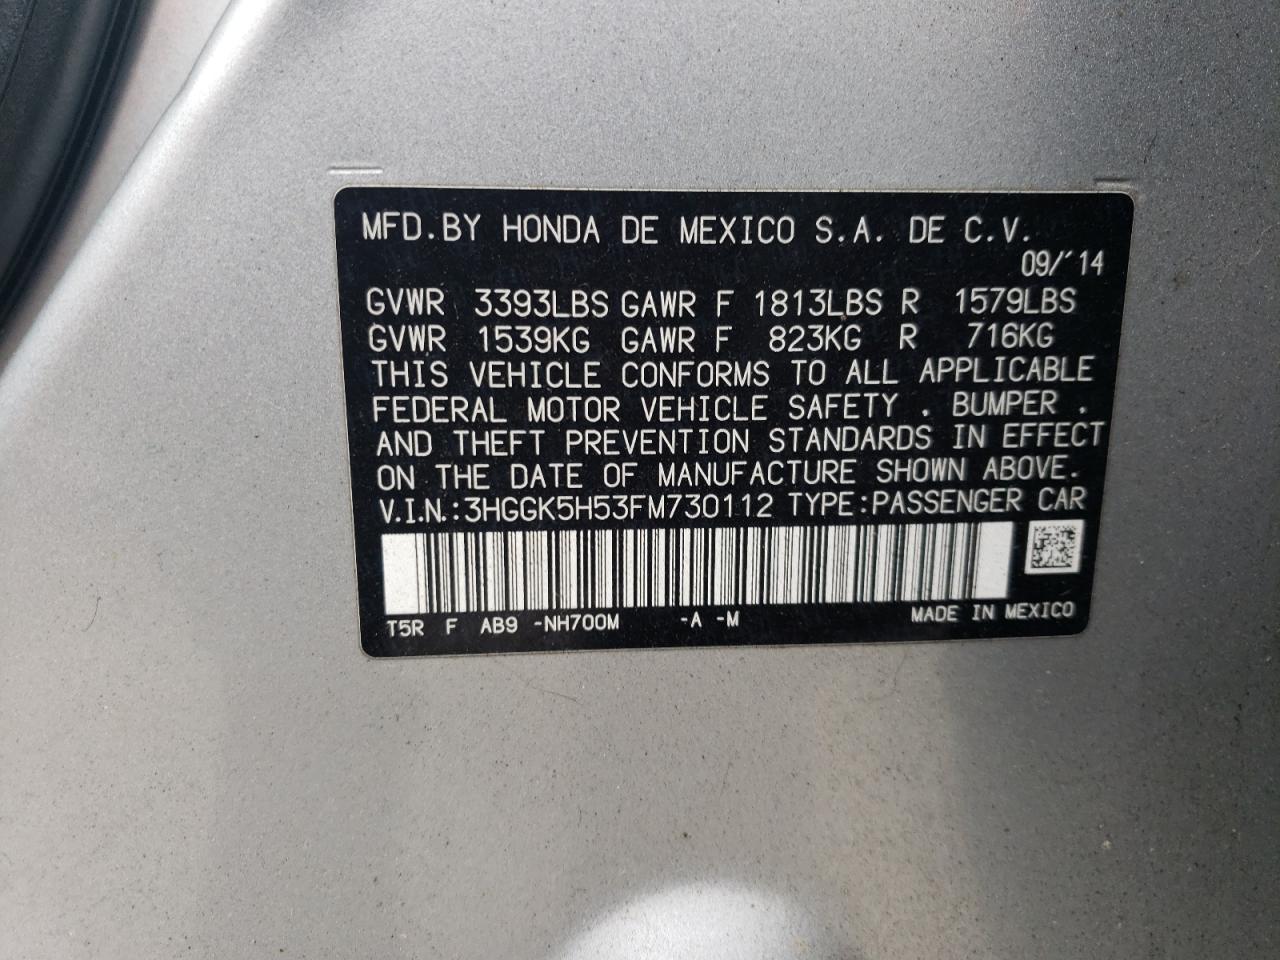 MFD.BY HONDA DE MEXICO S.A. DE C.V.
09/'14
GVWR 3393LBS GAWR F 1813LBS R 1579LBS
GVWR 1539KG GAWR F 823KG R 716KG
THIS VEHICLE CONFORMS TO ALL APPLICABLE
FEDERAL MOTOR VEHICLE SAFETY . BUMPER .
AND THEFT PREVENTION STANDARDS IN EFFECT
ON THE DATE OF MANUFACTURE SHOWN ABOVE.
V.I.N.:3HGGK5H53FM730112 TYPE:PASSENGER CAR
T5R F AB9 -NH700M -A -M MADE IN MEXICO